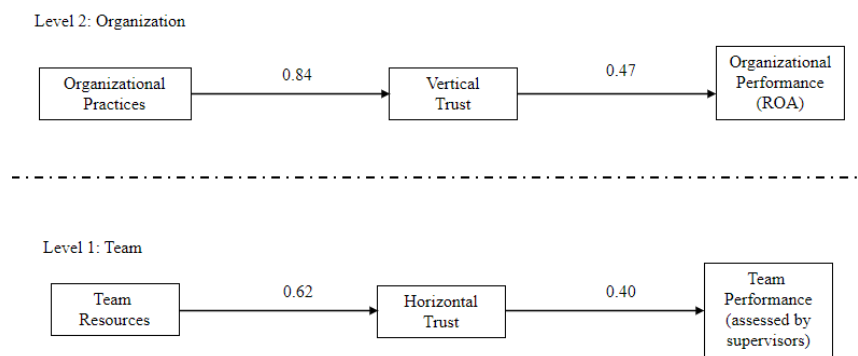 Level 2: Organization
Organizational
Practices
0.84
Vertical
Trust
0.47
Organizational
Performance
(ROA)
Level 1: Team
Team
Resources
0.62
Horizontal
Trust
0.40
Team
Performance
(assessed by
supervisors)